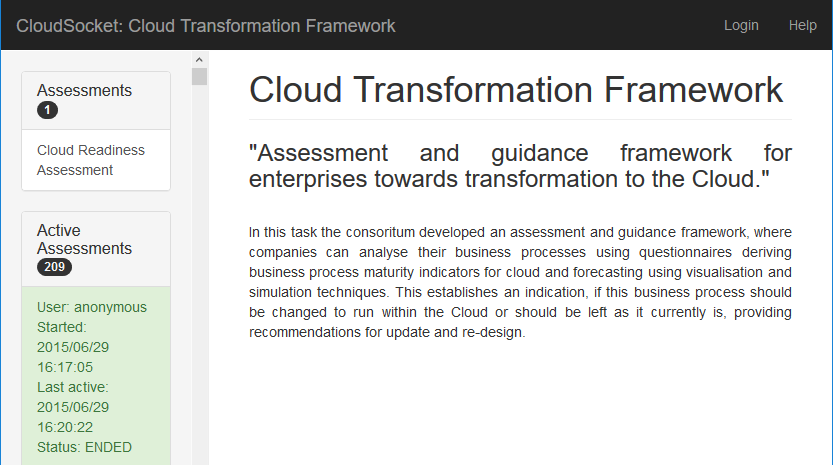 CloudSocket: Cloud Transformation Framework
Login
Help
Assessments
1
Cloud Readiness
Assessment
Active
Assessments
209
User: anonymous
Started:
2015/06/29
16:17:05
Last active:
2015/06/29
16:20:22
Status: ENDED
Cloud Transformation Framework
"Assessment and guidance framework for
enterprises towards transformation to the Cloud."
In this task the consoritum developed an assessment and guidance framework, where
companies can analyse their business processes using questionnaires deriving
business process maturity indicators for cloud and forecasting using visualisation and
simulation techniques. This establishes an indication, if this business process should
be changed to run within the Cloud or should be left as it currently is, providing
recommendations for update and re-design.